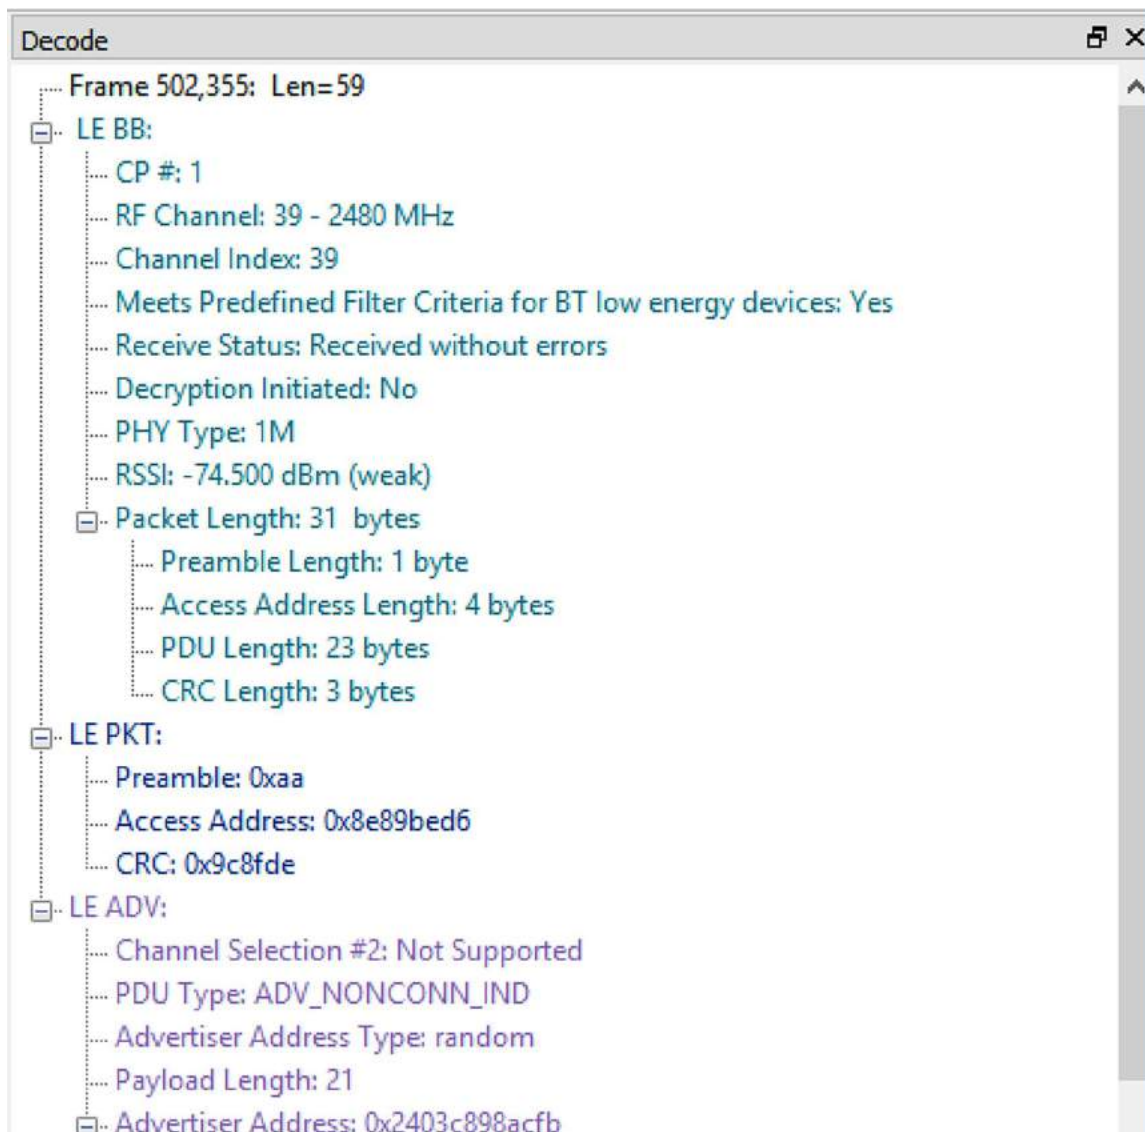 Decode
Frame 502,355: Len=59
LE BB:
CP #: 1
RF Channel: 39 - 2480 MHz
Channel Index: 39
Meets Predefined Filter Criteria for BT low energy devices: Yes
Receive Status: Received without errors
Decryption Initiated: No
PHY Type: 1M
RSSI: -74.500 dBm (weak)
Packet Length: 31 bytes
Preamble Length: 1 byte
Access Address Length: 4 bytes
PDU Length: 23 bytes
CRC Length: 3 bytes
LE PKT:
Preamble: 0xaa
Access Address: 0x8e89bed6
CRC: 0x9c8fde
LE ADV:
Channel Selection #2: Not Supported
PDU Type: ADV_NONCONN_IND
Advertiser Address Type: random
Payload Length: 21
Advertiser Address: 0x2403c898acfb